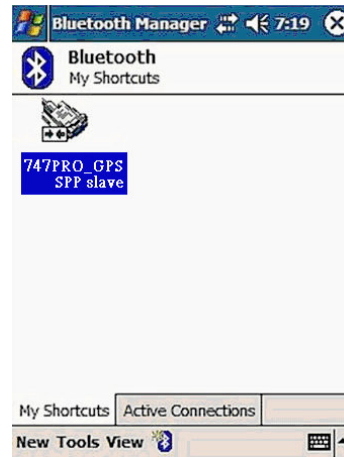 Bluetooth Manager 7:19
Bluetooth
My Shortcuts
747PRO_GPS
SPP slave
My Shortcuts Active Connections
New Tools View